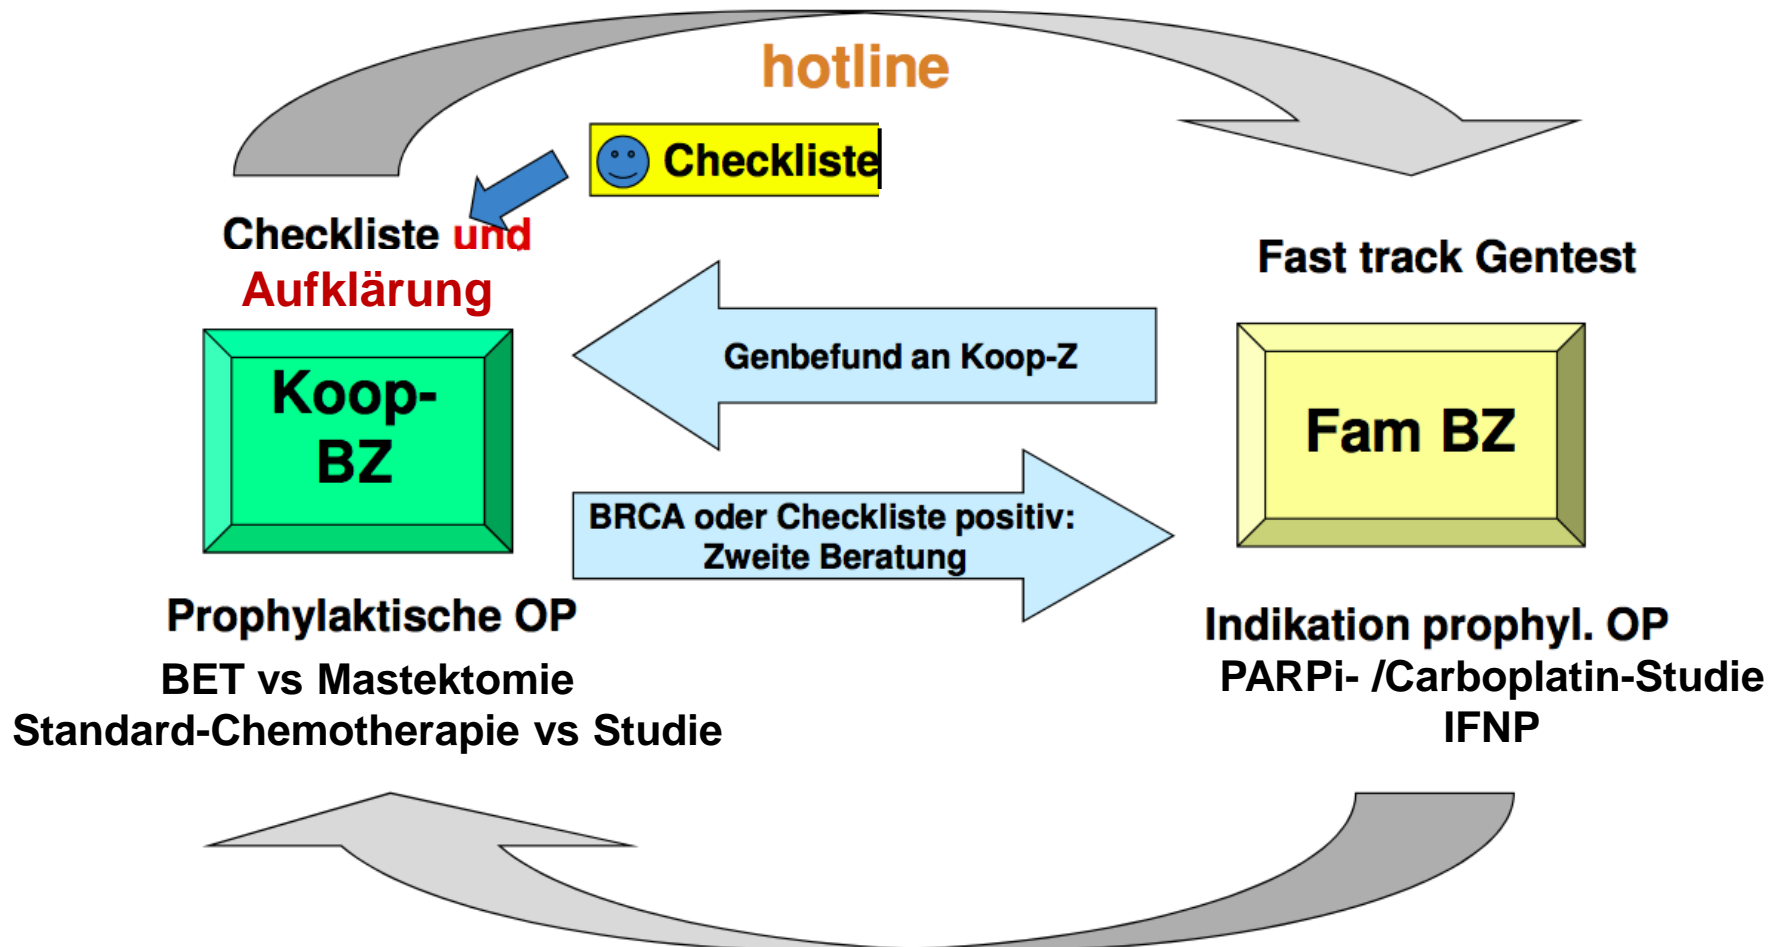 hotline
Checkliste
Checkliste und
Aufklärung
Fast track Gentest
Genbefund an Koop-Z
Koop-
BZ
Fam BZ
BRCA oder Checkliste positiv:
Zweite Beratung
Prophylaktische OP
BET vs Mastektomie
Standard-Chemotherapie vs Studie
Indikation prophyl. OP
PARPi- /Carboplatin-Studie
IFNP